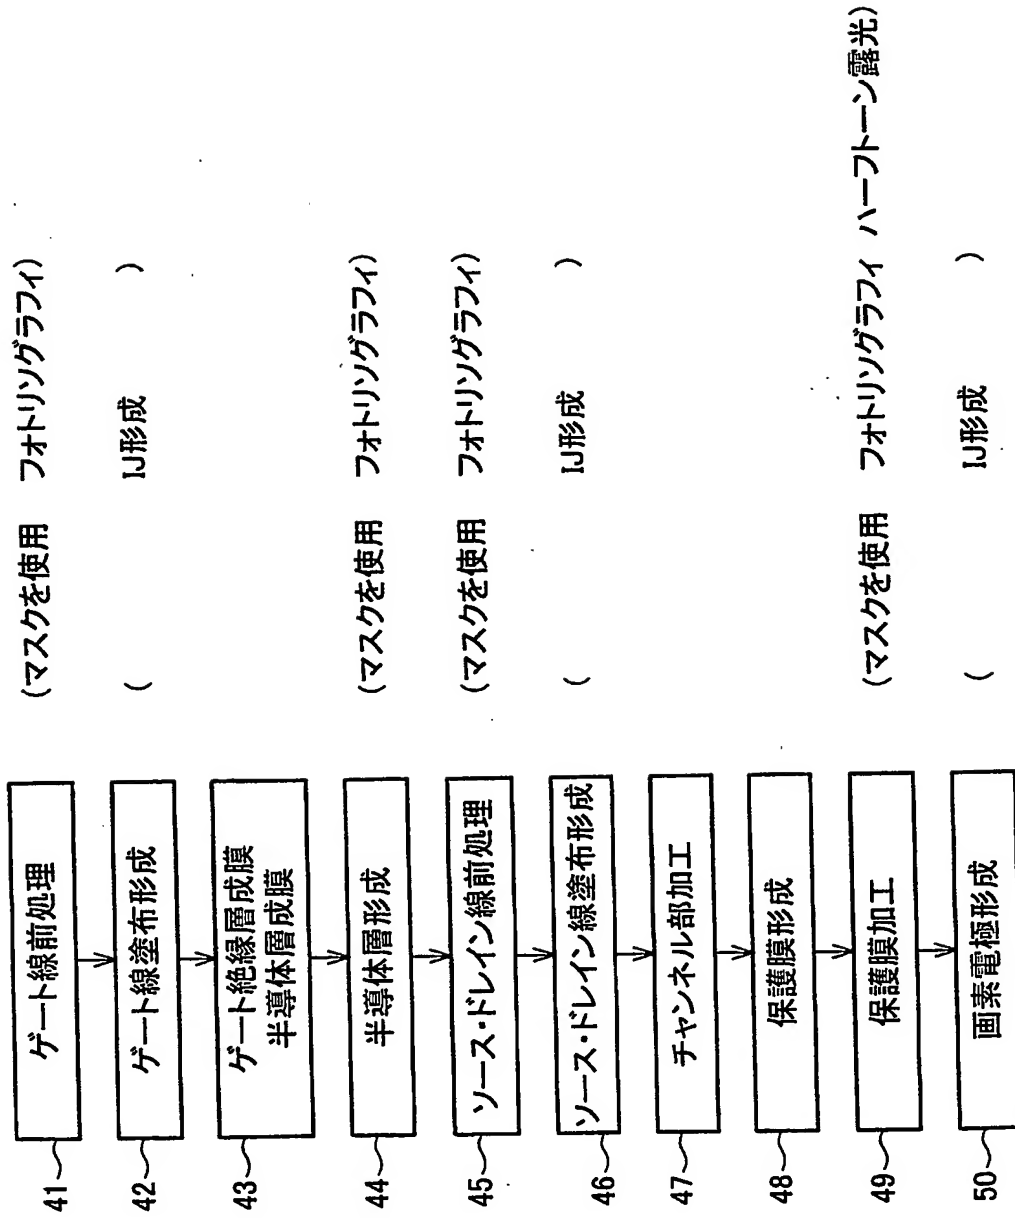 41 ゲート線前処理 (マスクを使用 フォトリソグラフィ)
42 ゲート線塗布形成 ( IJ形成 )
43 ゲート絶縁層成膜
半導体層成膜
44 半導体層形成 (マスクを使用 フォトリソグラフィ)
45 ソース・ドレイン線前処理 (マスクを使用 フォトリソグラフィ)
46 ソース・ドレイン線塗布形成 ( IJ形成 )
47 チャンネル部加工
48 保護膜形成
49 保護膜加工 (マスクを使用 フォトリソグラフィ ハーフトーン露光)
50 画素電極形成 ( IJ形成 )